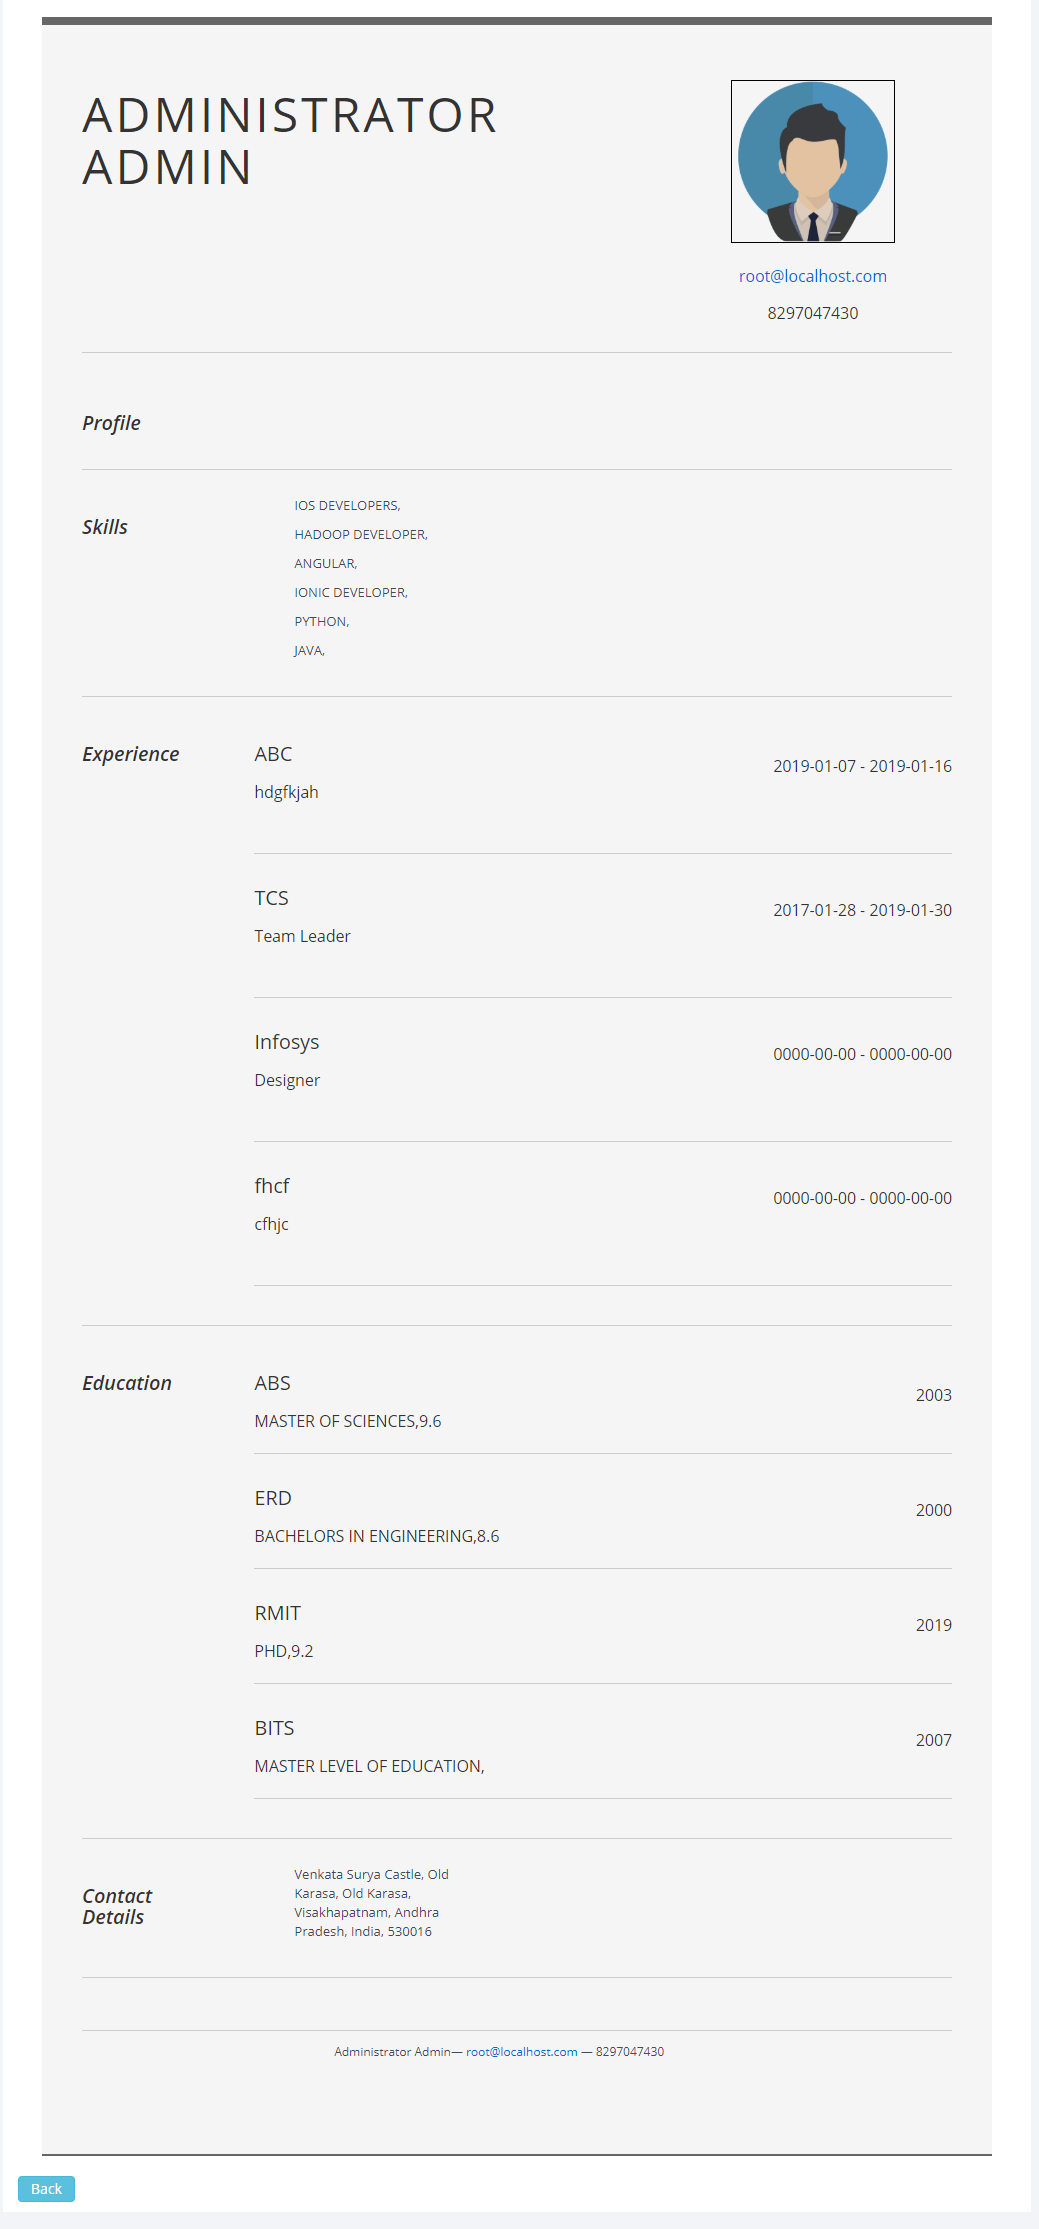 ADMINISTRATOR
ADMIN
root@localhost.com
8297047430
Profile
Skills
IOS DEVELOPERS,
HADOOP DEVELOPER,
ANGULAR,
IONIC DEVELOPER,
PYTHON,
JAVA,
Experience
ABC
2019-01-07 - 2019-01-16
hdgfkjah
TCS
2017-01-28 - 2019-01-30
Team Leader
Infosys
0000-00-00 - 0000-00-00
Designer
fhcf
0000-00-00 - 0000-00-00
cfhjc
Education
ABS
2003
MASTER OF SCIENCES,9.6
ERD
2000
BACHELORS IN ENGINEERING,8.6
RMIT
2019
PHD,9.2
BITS
2007
MASTER LEVEL OF EDUCATION,
Contact
Details
Venkata Surya Castle, Old
Karasa, Old Karasa,
Visakhapatnam, Andhra
Pradesh, India, 530016
Administrator Admin— root@localhost.com — 8297047430
Back